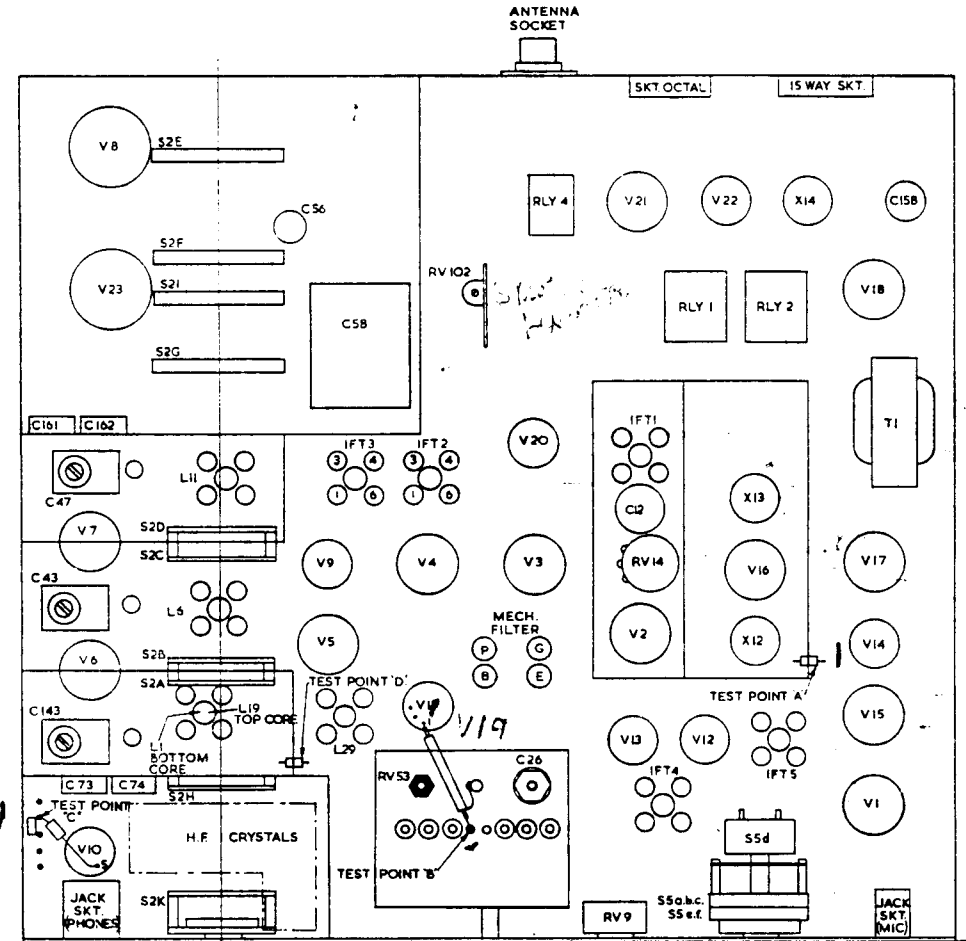 ANTENNA
SOCKET
SKT. OCTAL
15 WAY SKT.
V8
S2E
C56
S2F
V23
S2I
S2G
C58
RLY 4
V21
V22
X14
C158
RV102
RLY 1
RLY 2
V18
C161
C162
T1
IFT3
3
4
1
6
IFT2
3
4
1
6
V20
IFT1
C12
X13
C47
L11
V7
S2D
S2C
V9
V4
V3
RV14
V16
V17
C43
L6
V6
S2B
S2A
V5
MECH.
FILTER
P
G
B
E
V2
X12
V14
TEST POINT 'A'
C143
L19
TOP CORE
L1
BOTTOM
CORE
TEST POINT 'D'
L29
V19
V19
V13
V12
IFT5
V15
C73
C74
S2H
RV53
C26
IFT4
V1
TEST POINT
"C"
V10
5
H.F. CRYSTALS
TEST POINT 'B'
S5d
JACK
SKT.
(PHONES)
S2K
RV9
S5a.b.c.
S5e.f.
JACK
SKT.
(MIC)